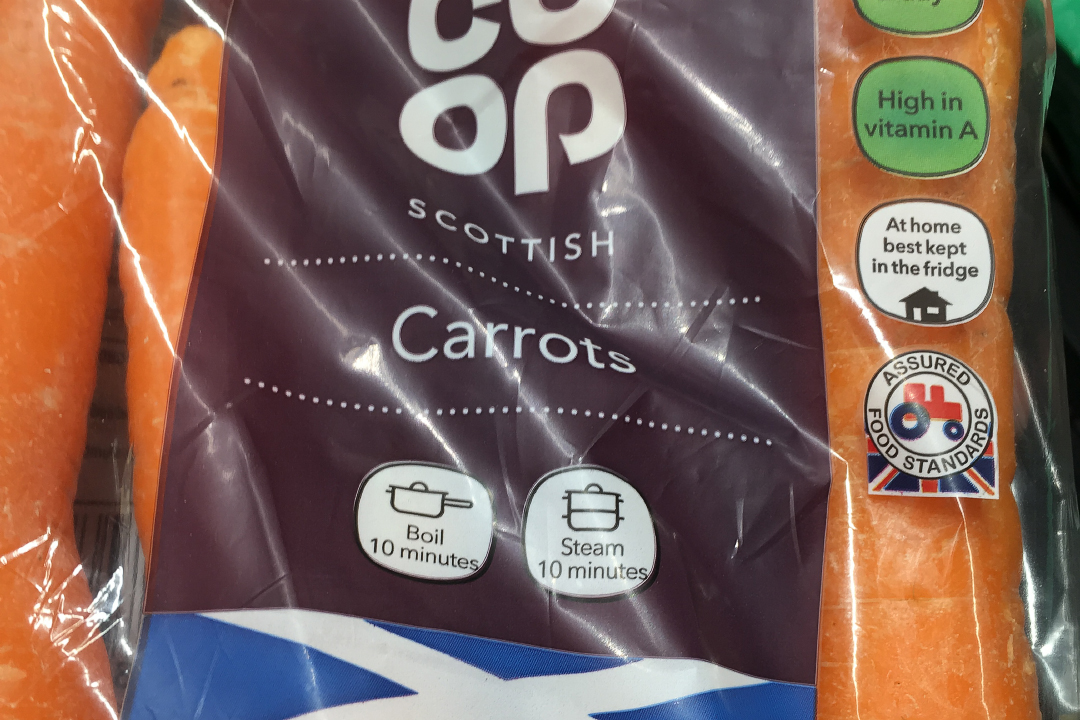 co
op
SCOTTISH
Carrots
Boil
10 minutes
Steam
10 minutes
High in
vitamin A
At home
best kept
in the fridge
ASSURED
FOOD STANDARDS